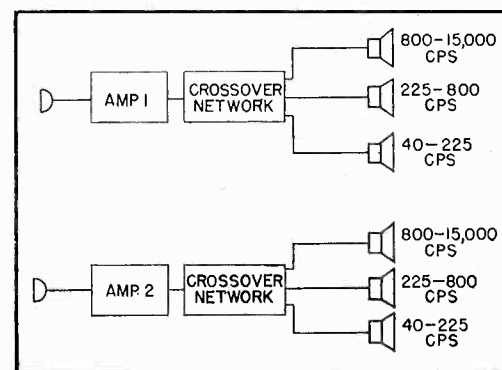 800-15,000
CPS
AMP 1
CROSSOVER
NETWORK
225-800
CPS
40-225
CPS
800-15,000
CPS
AMP. 2
CROSSOVER
NETWORK
225-800
CPS
40-225
CPS